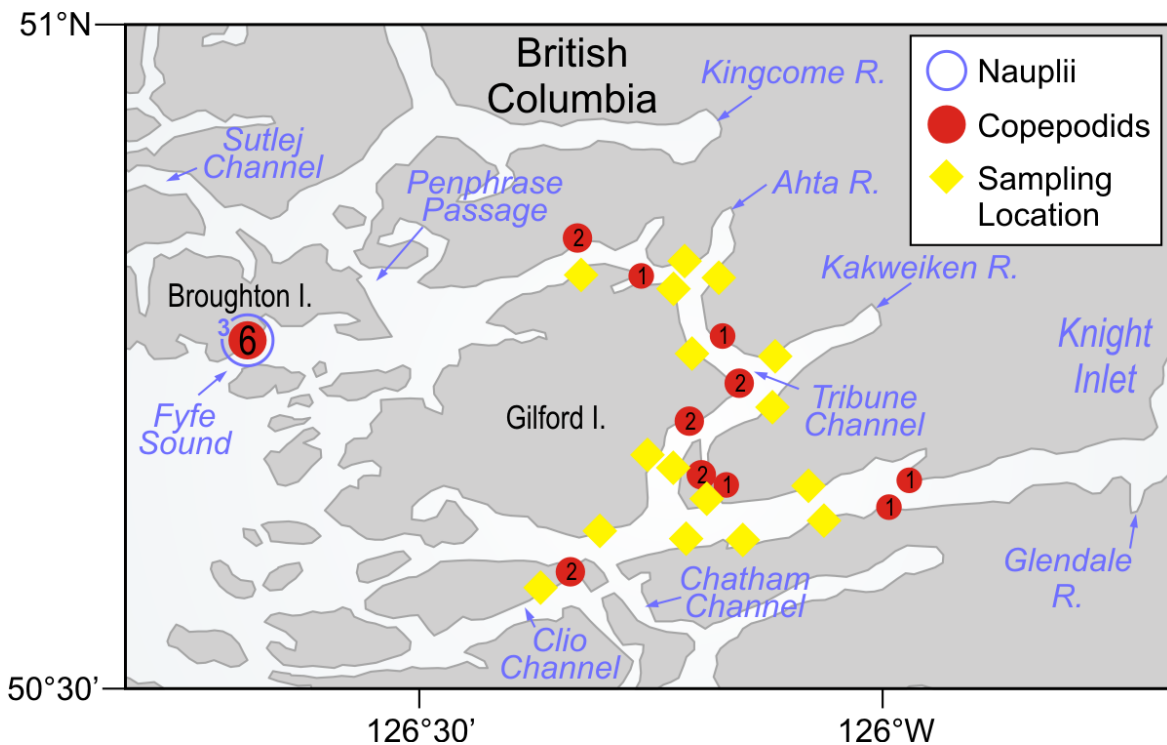 51°N
British
Columbia
Kingcome R.
Nauplii
Copepodids
Sampling
Location
Sutlej
Channel
Penphrase
Passage
Ahta R.
2
1
Kakweiken R.
Broughton I.
3
6
1
Knight
Inlet
2
Tribune
Channel
Fyfe
Sound
Gilford I.
2
2
1
1
1
2
Chatham
Channel
Glendale
R.
Clio
Channel
50°30'
126°30'
126°W